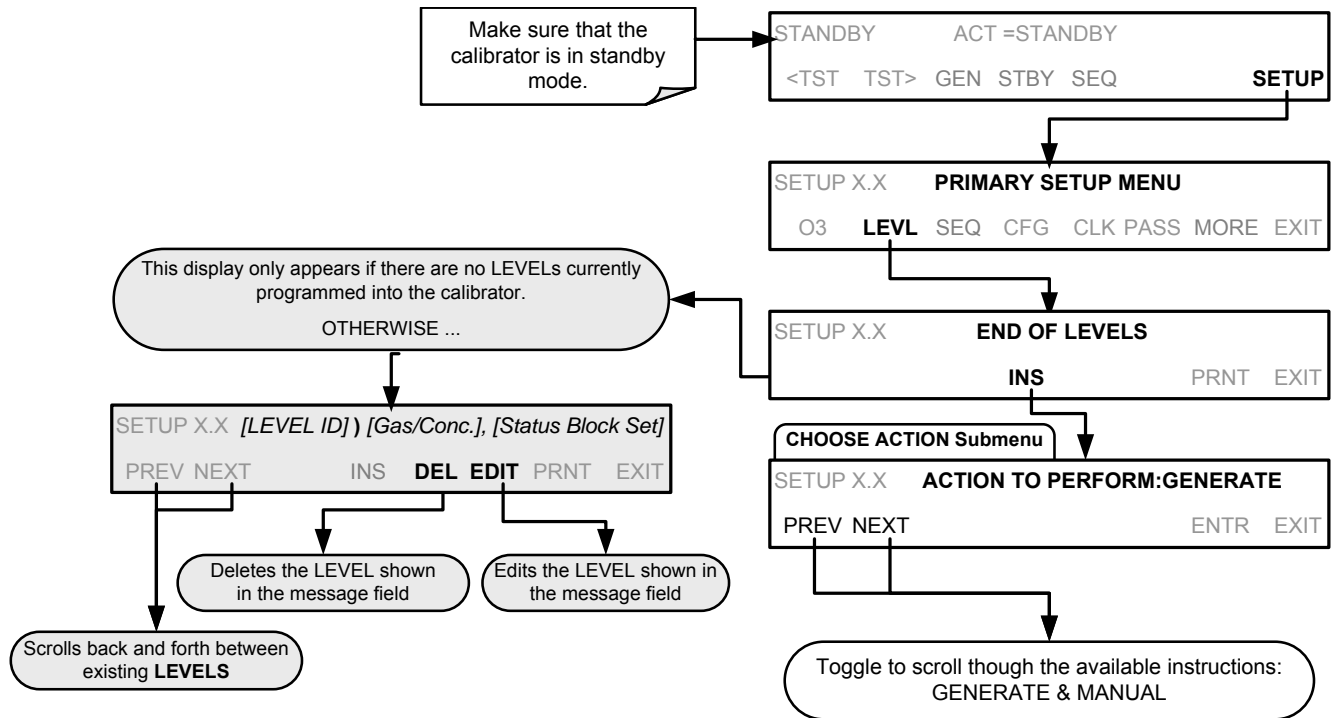 Make sure that the
calibrator is in standby
mode.
STANDBY ACT =STANDBY
<TST TST> GEN STBY SEQ SETUP
SETUP X.X PRIMARY SETUP MENU
O3 LEVL SEQ CFG CLK PASS MORE EXIT
This display only appears if there are no LEVELs currently
programmed into the calibrator.
OTHERWISE ...
SETUP X.X END OF LEVELS
INS PRNT EXIT
SETUP X.X [LEVEL ID] ) [Gas/Conc.], [Status Block Set]
PREV NEXT INS DEL EDIT PRNT EXIT
CHOOSE ACTION Submenu
SETUP X.X ACTION TO PERFORM:GENERATE
PREV NEXT ENTR EXIT
Deletes the LEVEL shown
in the message field
Edits the LEVEL shown in
the message field
Scrolls back and forth between
existing LEVELS
Toggle to scroll though the available instructions:
GENERATE & MANUAL